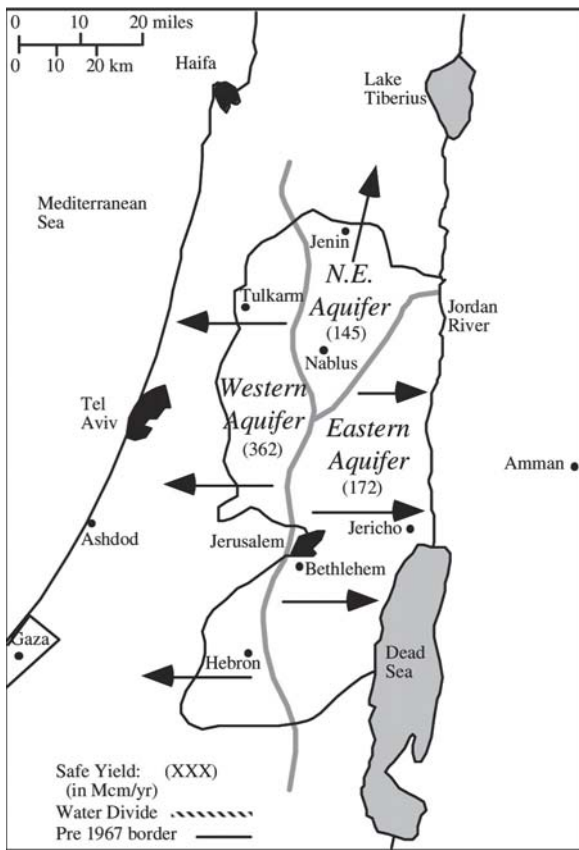 0 10 20 miles
0 10 20 km
Haifa
Lake
Tiberius
Mediterranean
Sea
Jenin
N.E.
Aquifer
(145)
Tulkarm
Jordan
River
Nablus
Tel
Aviv
Western
Aquifer
(362)
Eastern
Aquifer
(172)
Amman
Ashdod
Jerusalem
Jericho
Bethlehem
Gaza
Hebron
Dead
Sea
Safe Yield: (XXX)
(in Mcm/yr)
Water Divide
Pre 1967 border